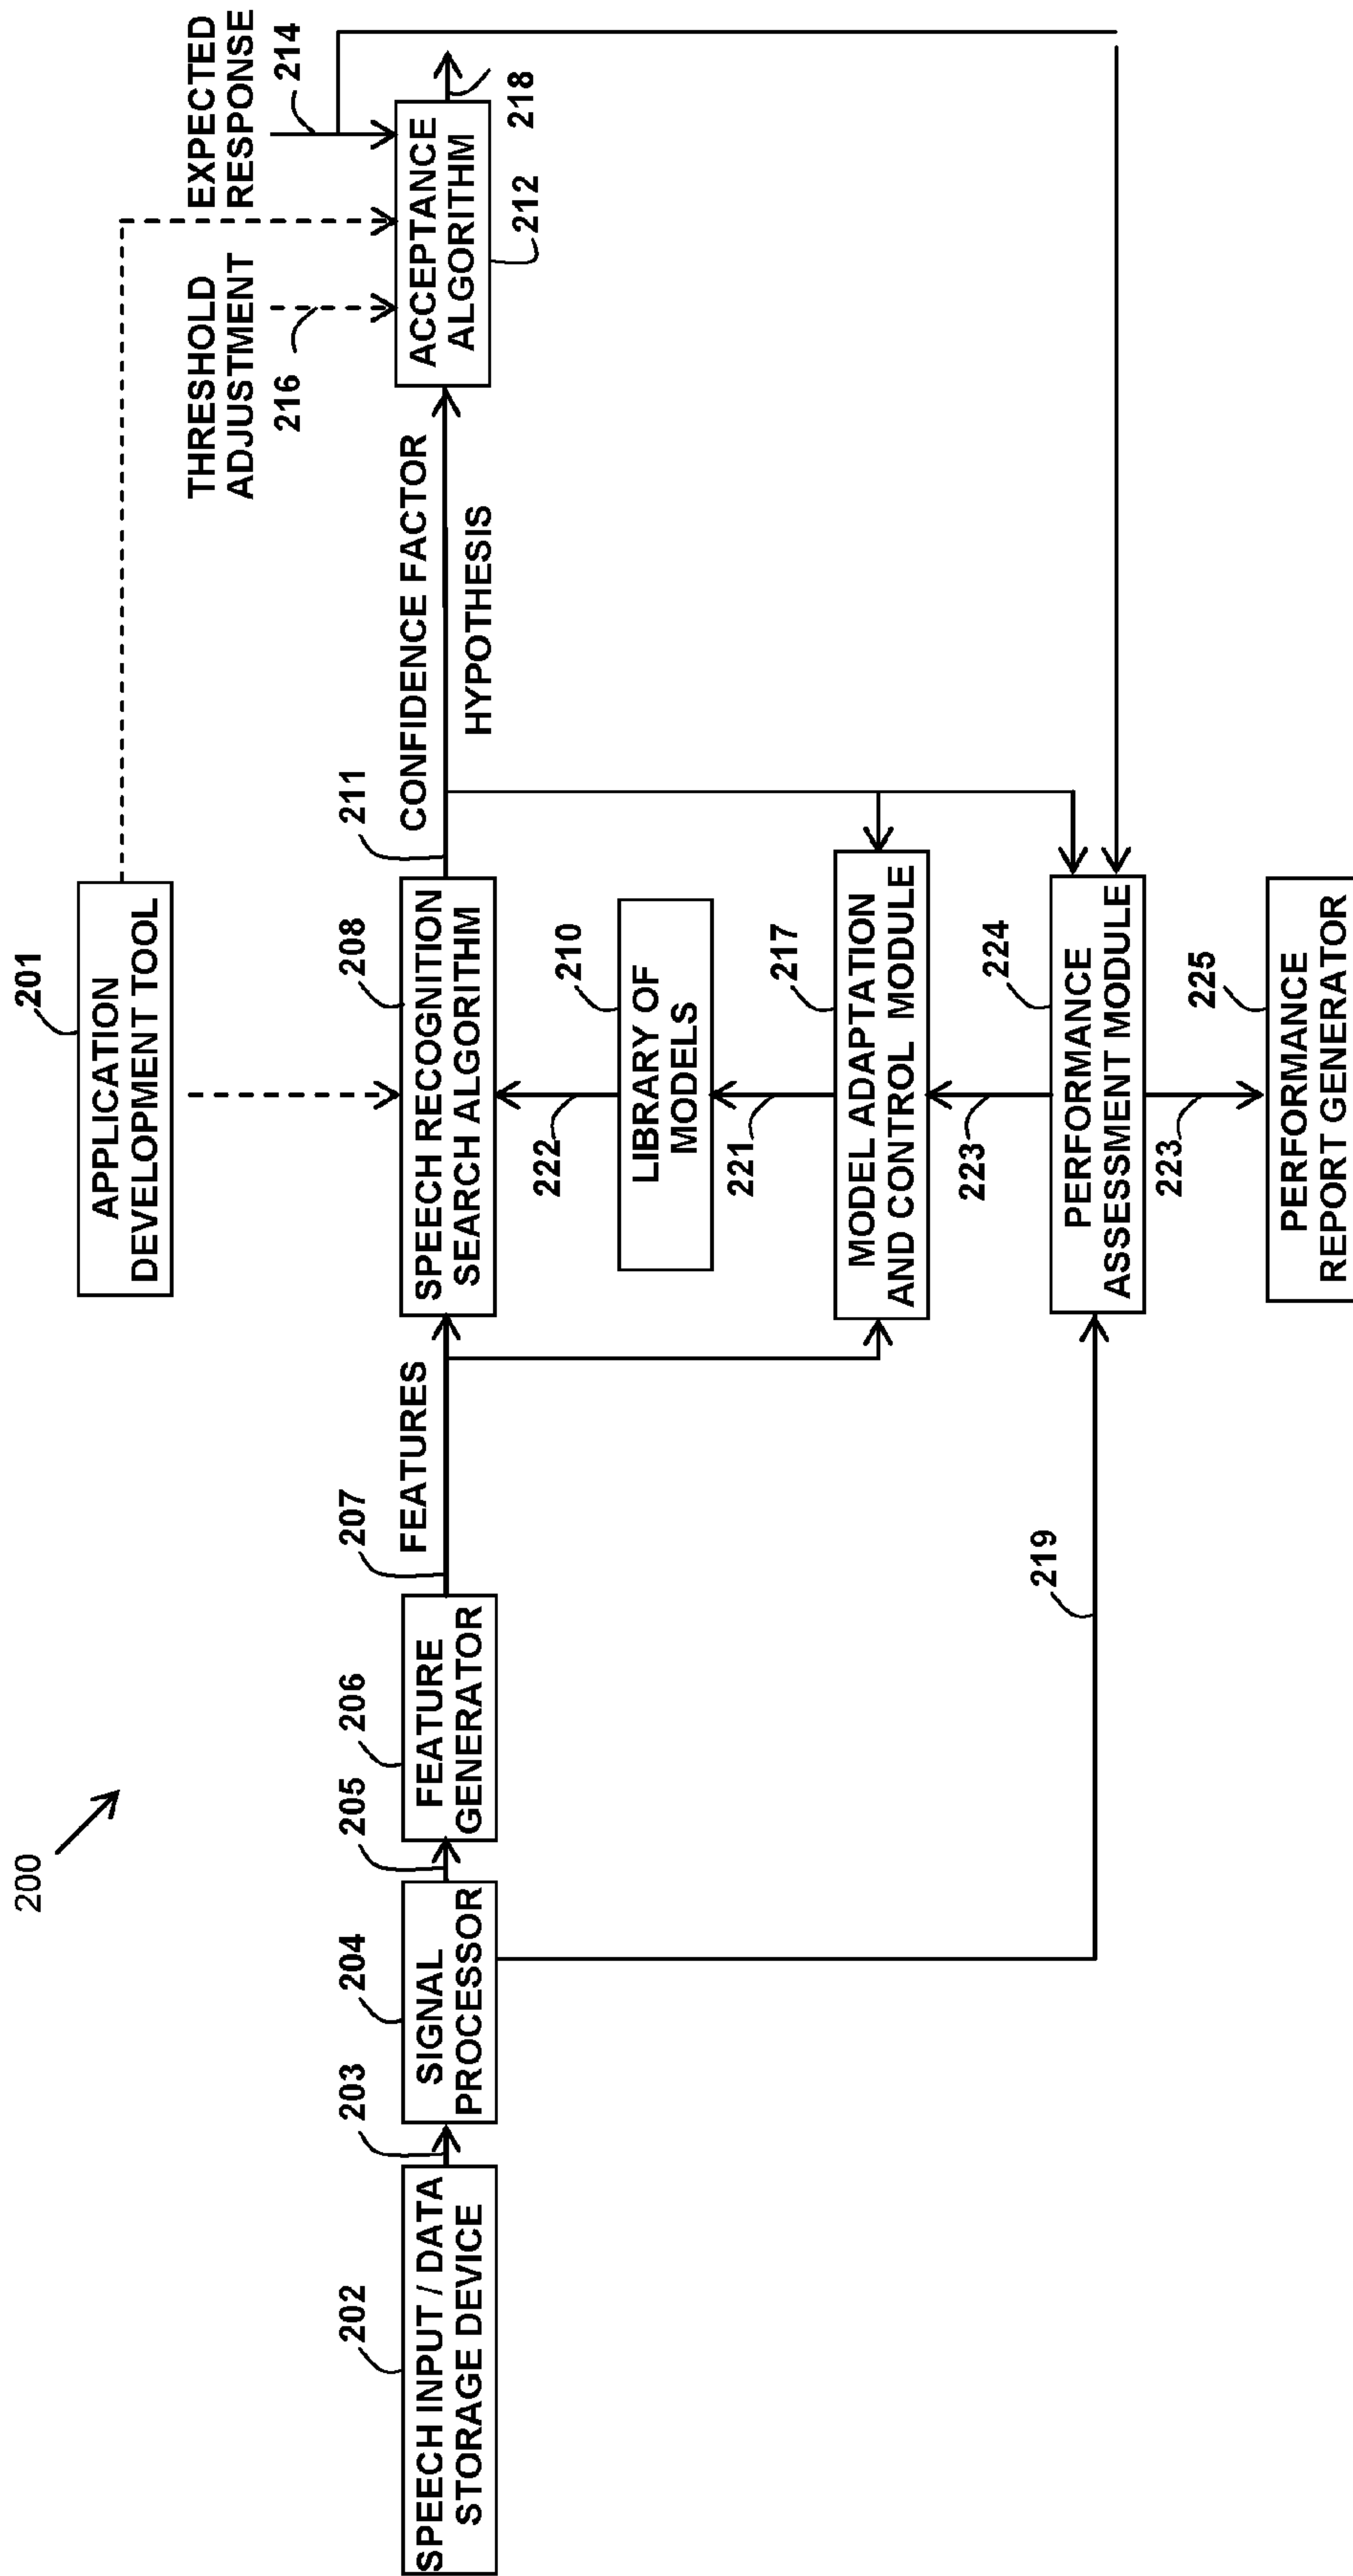 200
201
APPLICATION
DEVELOPMENT TOOL
THRESHOLD
ADJUSTMENT
216
EXPECTED
RESPONSE
214
202
SPEECH INPUT / DATA
STORAGE DEVICE
203
204
SIGNAL
PROCESSOR
205
206
FEATURE
GENERATOR
207
FEATURES
208
SPEECH RECOGNITION
SEARCH ALGORITHM
211
CONFIDENCE FACTOR
HYPOTHESIS
ACCEPTANCE
ALGORITHM
212
218
222
210
LIBRARY OF
MODELS
221
217
MODEL ADAPTATION
AND CONTROL MODULE
223
219
224
PERFORMANCE
ASSESSMENT MODULE
223
225
PERFORMANCE
REPORT GENERATOR